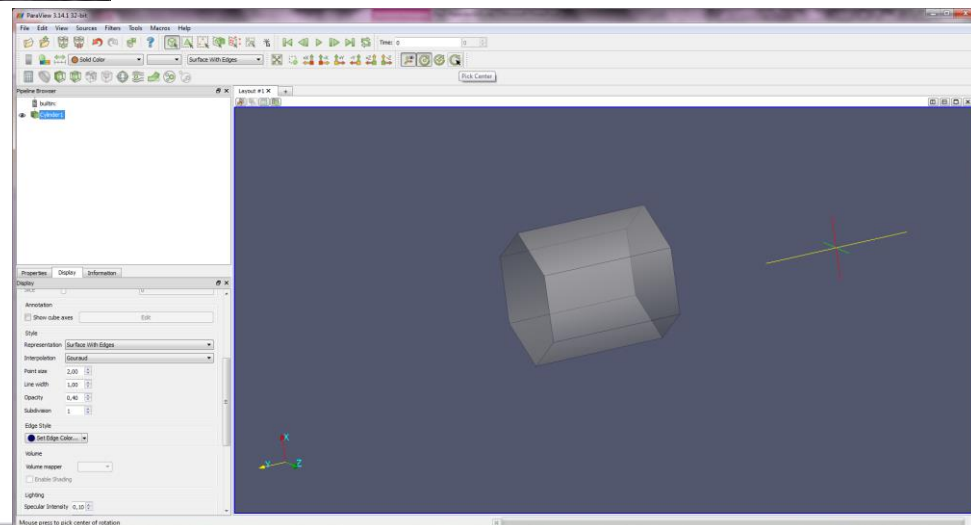 ParaView 3.14.1 32-bit
File Edit View Sources Filters Tools Macros Help
Time: 0 0
Solid Color Surface With Edges
Pick Center
Pipeline Browser
Layout #1
builtin:
Cylinder1
Properties Display Information
Display
Slice 0
Annotation
Show cube axes Edit
Style
Representation Surface With Edges
Interpolation Gouraud
Point size 2,00
Line width 1,00
Opacity 0,40
Subdivision 1
Edge Style
Set Edge Color...
Volume
Volume mapper
Enable Shading
Lighting
Specular Intensity 0,10
X
Y Z
Mouse press to pick center of rotation